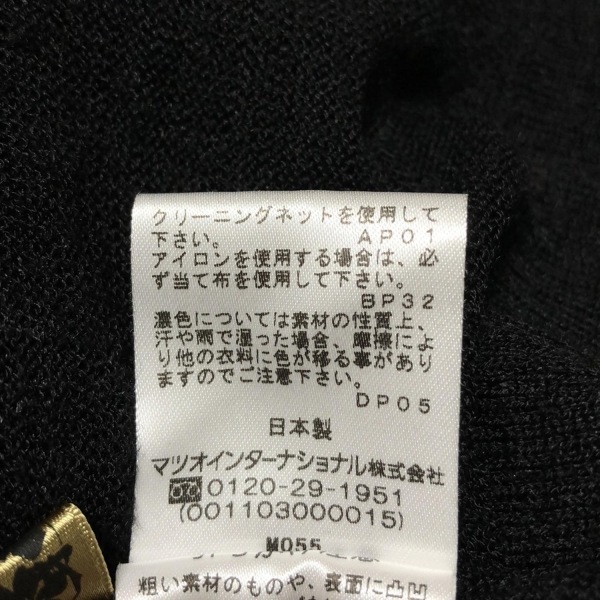 クリーニングネットを使用して
下さい。 AP01
アイロンを使用する場合は、必
ず当て布を使用して下さい。
BP32
濃色については素材の性質上、
汗や雨で湿った場合、摩擦によ
り他の衣料に色が移る事があり
ますのでご注意下さい。
DP05
日本製
マツオインターナショナル株式会社
0120-29-1951
(001103000015)
M055
粗い素材のものや、表面に凸凹